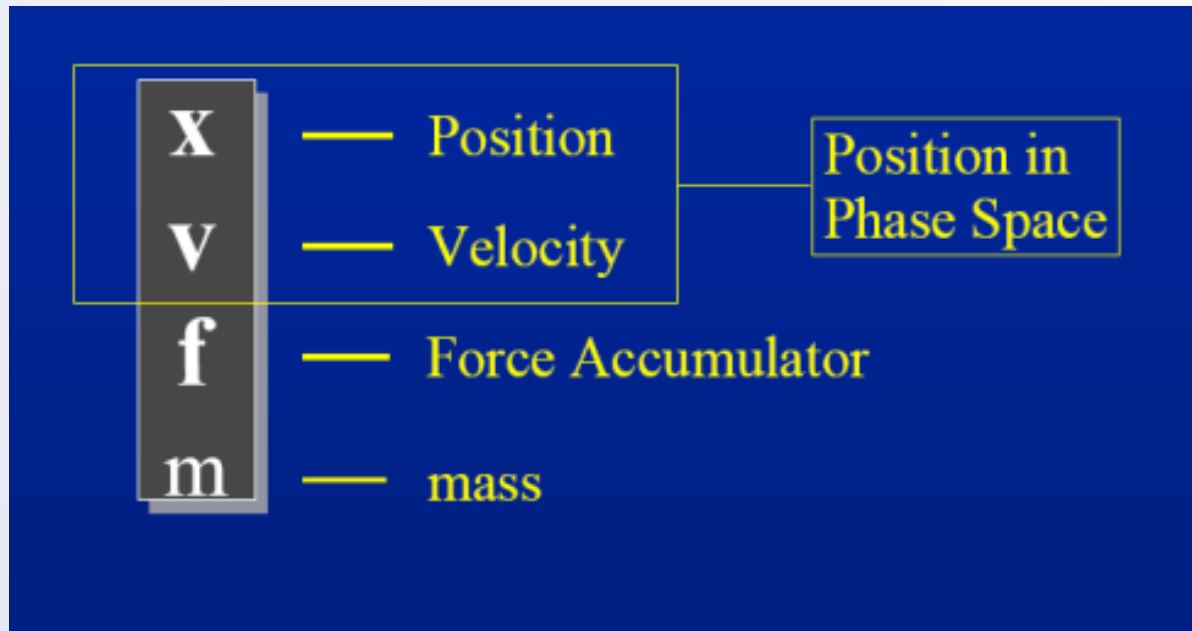 x — Position
v — Velocity
f — Force Accumulator
m — mass
Position in
Phase Space